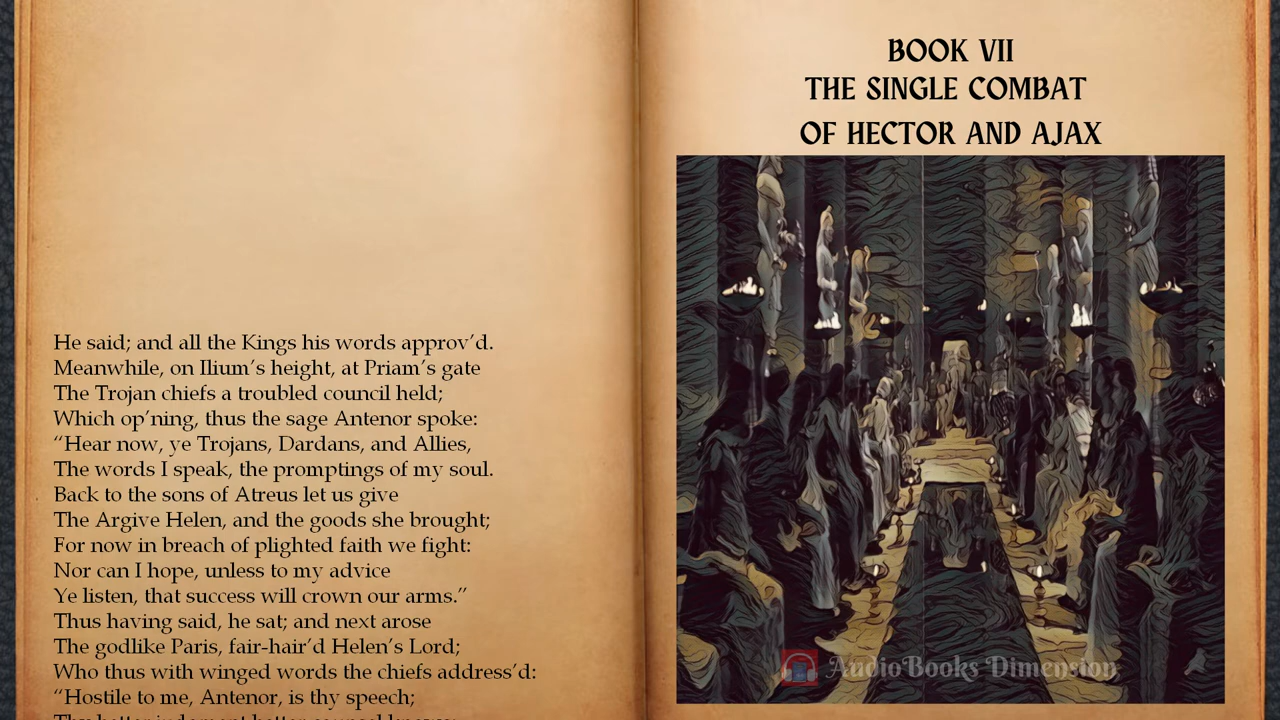 He said; and all the Kings his words approv’d.
Meanwhile, on Ilium’s height, at Priam’s gate
The Trojan chiefs a troubled council held;
Which op’ning, thus the sage Antenor spoke:
“Hear now, ye Trojans, Dardans, and Allies,
The words I speak, the promptings of my soul.
Back to the sons of Atreus let us give
The Argive Helen, and the goods she brought;
For now in breach of plighted faith we fight:
Nor can I hope, unless to my advice
Ye listen, that success will crown our arms.”
Thus having said, he sat; and next arose
The godlike Paris, fair-hair’d Helen’s Lord;
Who thus with winged words the chiefs address’d:
“Hostile to me, Antenor, is thy speech;
Thy better judgment better counsel knows;
BOOK VII
THE SINGLE COMBAT
OF HECTOR AND AJAX
AudioBooks Dimension